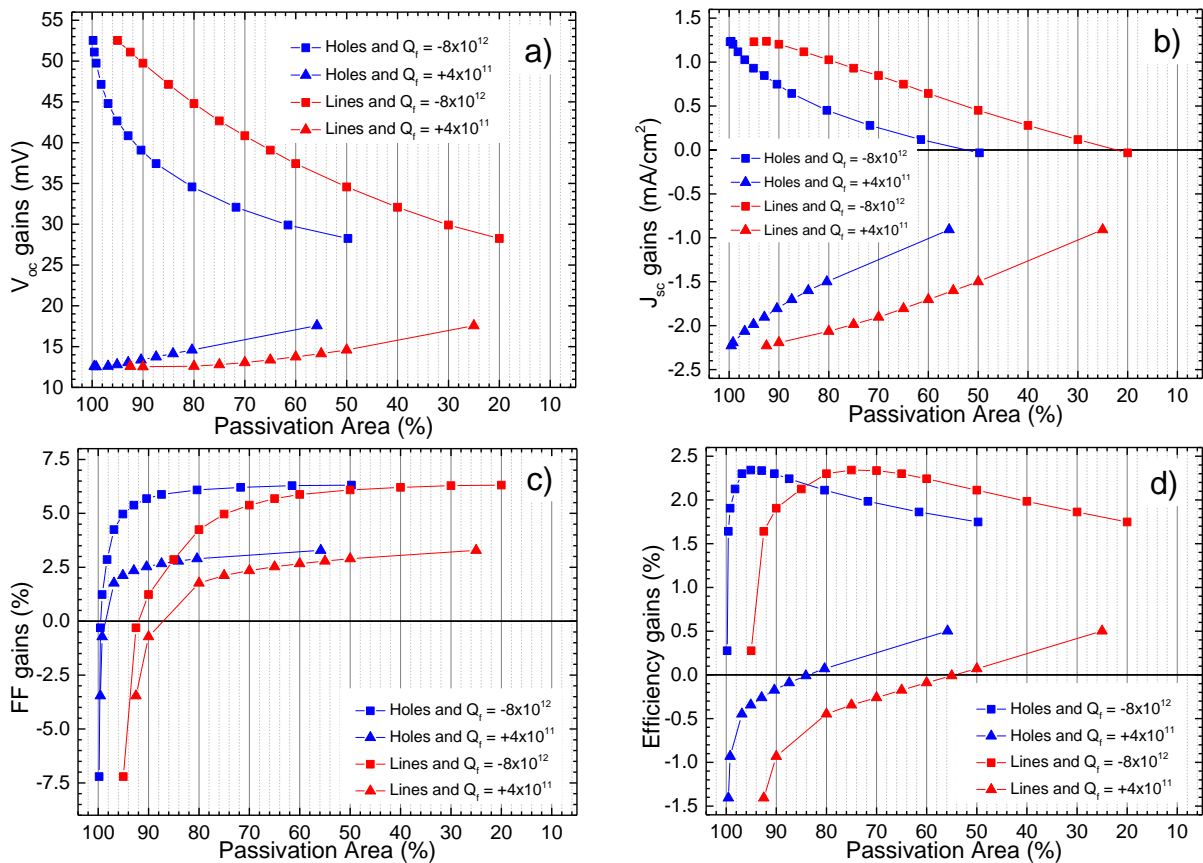 a)
55
50
45
40
35
30
25
20
15
10
V_oc gains (mV)
Holes and Q_f = -8x10^12
Holes and Q_f = +4x10^11
Lines and Q_f = -8x10^12
Lines and Q_f = +4x10^11
100 90 80 70 60 50 40 30 20 10
Passivation Area (%)
b)
1.5
1.0
0.5
0.0
-0.5
-1.0
-1.5
-2.0
-2.5
J_sc gains (mA/cm^2)
Holes and Q_f = -8x10^12
Holes and Q_f = +4x10^11
Lines and Q_f = -8x10^12
Lines and Q_f = +4x10^11
100 90 80 70 60 50 40 30 20 10
Passivation Area (%)
c)
7.5
5.0
2.5
0.0
-2.5
-5.0
-7.5
FF gains (%)
Holes and Q_f = -8x10^12
Holes and Q_f = +4x10^11
Lines and Q_f = -8x10^12
Lines and Q_f = +4x10^11
100 90 80 70 60 50 40 30 20 10
Passivation Area (%)
d)
2.5
2.0
1.5
1.0
0.5
0.0
-0.5
-1.0
-1.5
Efficiency gains (%)
Holes and Q_f = -8x10^12
Holes and Q_f = +4x10^11
Lines and Q_f = -8x10^12
Lines and Q_f = +4x10^11
100 90 80 70 60 50 40 30 20 10
Passivation Area (%)